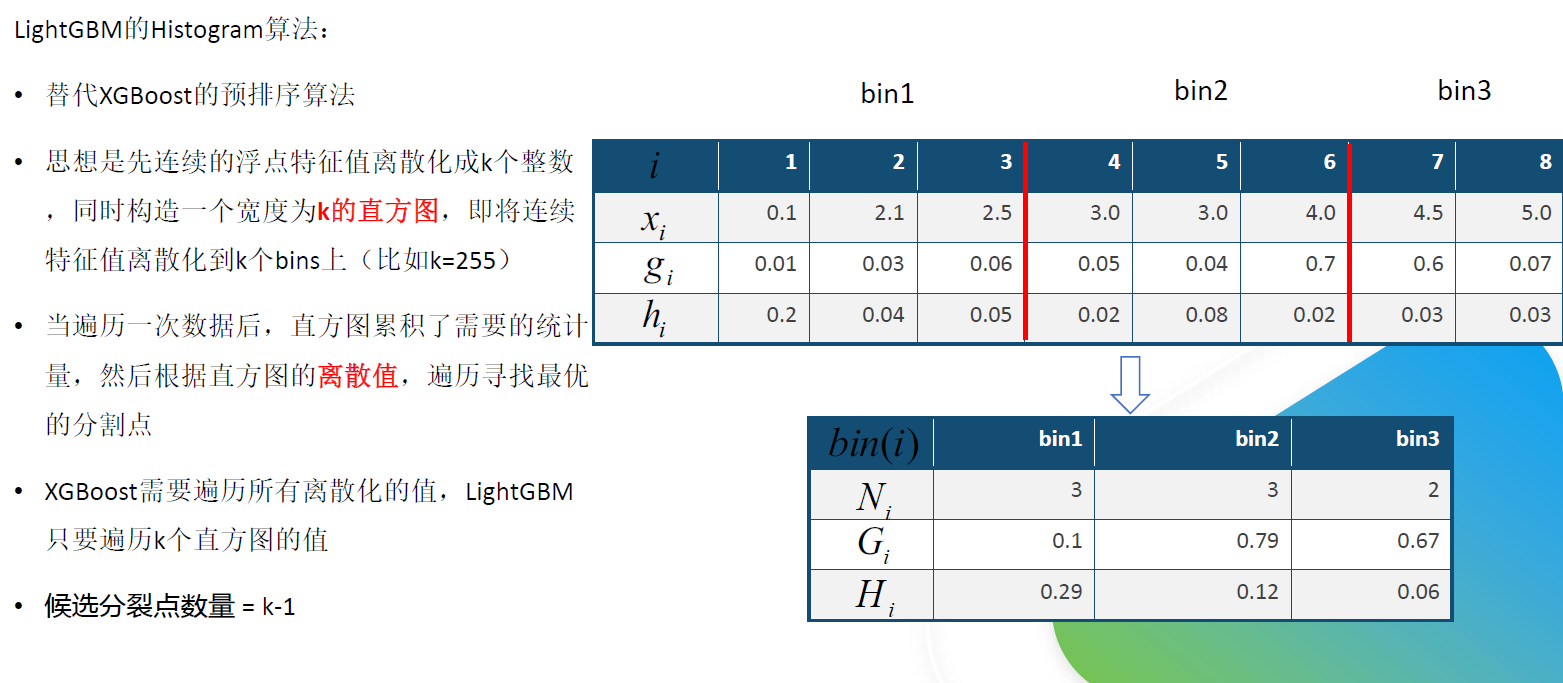 LightGBM的Histogram算法：
• 替代XGBoost的预排序算法
• 思想是先连续的浮点特征值离散化成k个整数
，同时构造一个宽度为k的直方图，即将连续
特征值离散化到k个bins上（比如k=255）
• 当遍历一次数据后，直方图累积了需要的统计
量，然后根据直方图的离散值，遍历寻找最优
的分割点
• XGBoost需要遍历所有离散化的值，LightGBM
只要遍历k个直方图的值
• 候选分裂点数量 = k-1
bin1 bin2 bin3
i 1 2 3 4 5 6 7 8
x_i 0.1 2.1 2.5 3.0 3.0 4.0 4.5 5.0
g_i 0.01 0.03 0.06 0.05 0.04 0.7 0.6 0.07
h_i 0.2 0.04 0.05 0.02 0.08 0.02 0.03 0.03
bin(i) bin1 bin2 bin3
N_i 3 3 2
G_i 0.1 0.79 0.67
H_i 0.29 0.12 0.06